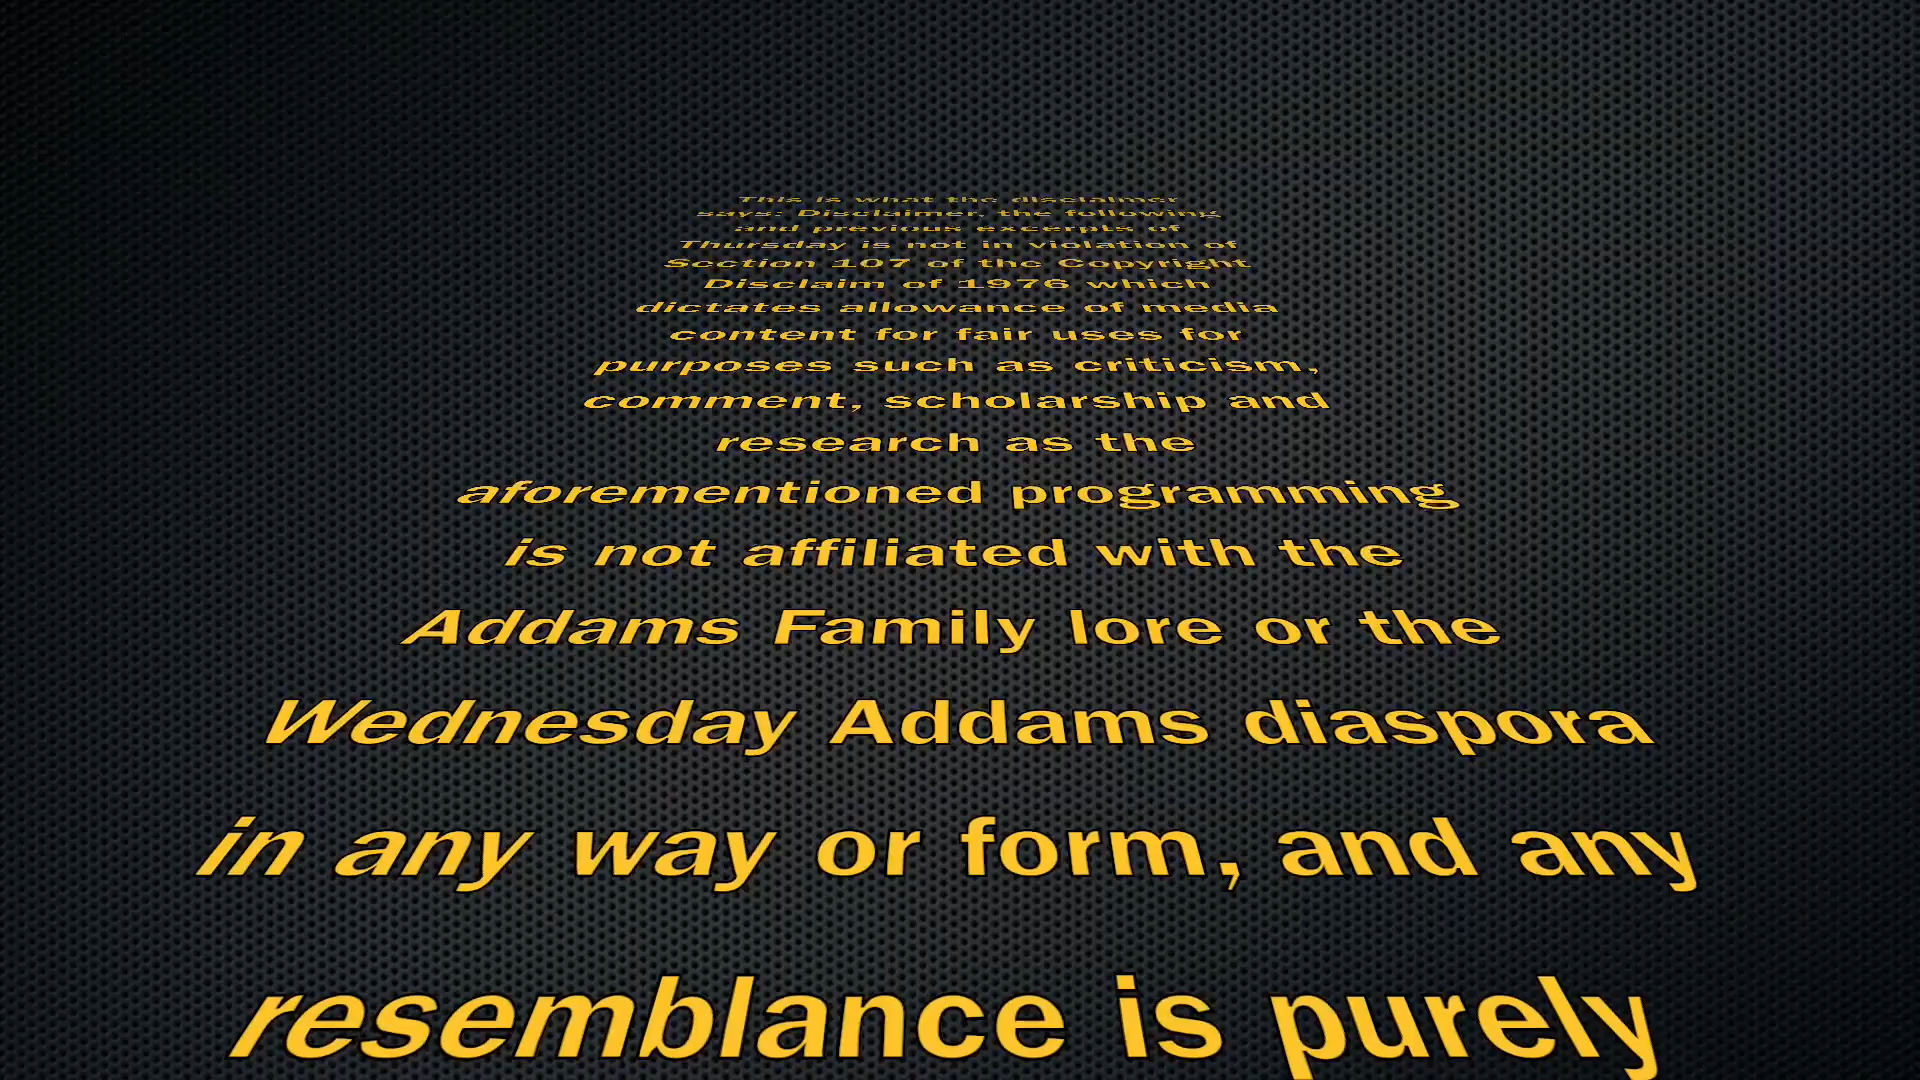 This is what the disclaimer
says: Disclaimer, the following
and previous excerpts of
Thursday is not in violation of
Section 107 of the Copyright
Disclaim of 1976 which
dictates allowance of media
content for fair uses for
purposes such as criticism,
comment, scholarship and
research as the
aforementioned programming
is not affiliated with the
Addams Family lore or the
Wednesday Addams diaspora
in any way or form, and any
resemblance is purely